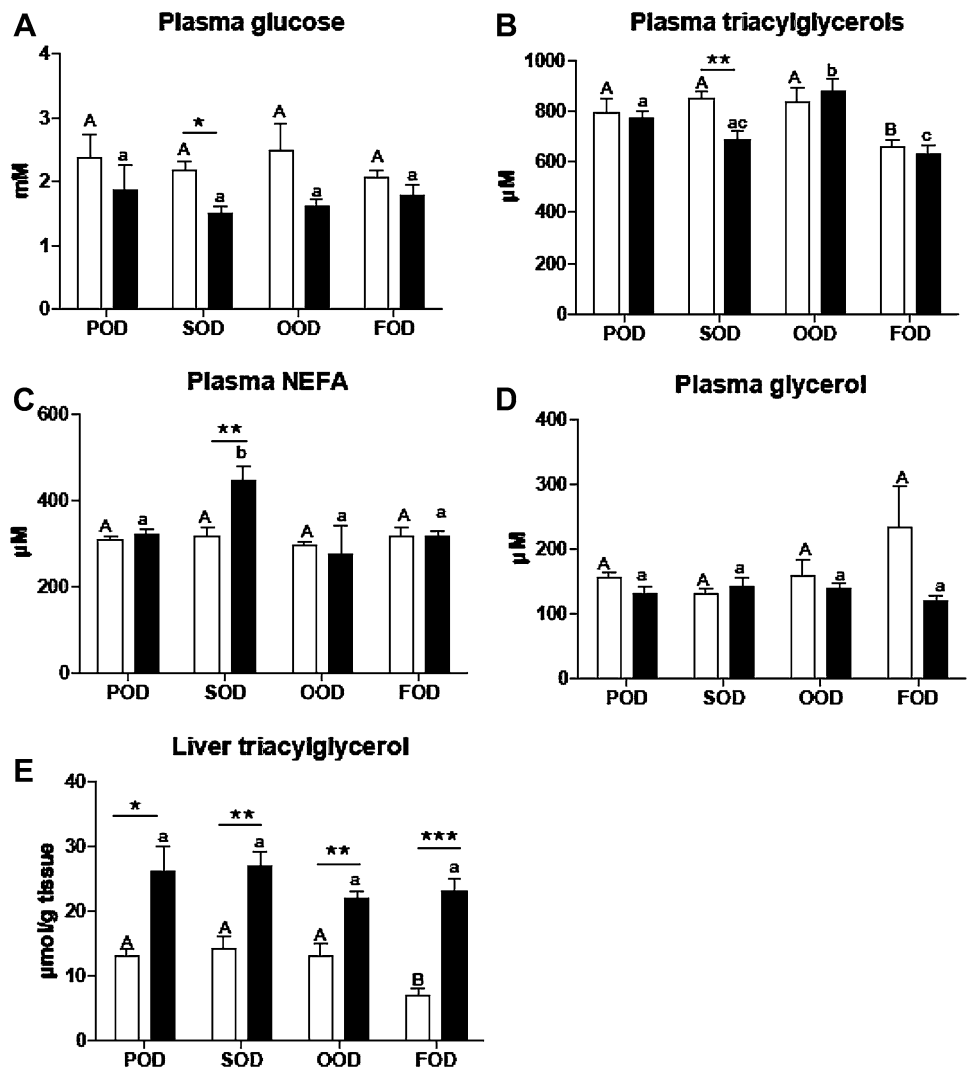 A
Plasma glucose
4
3
2
1
0
mM
A
a
*
A
a
A
a
A
a
POD
SOD
OOD
FOD
B
Plasma triacylglycerols
1000
800
600
400
200
0
µM
A
a
**
A
ac
A
b
B
c
POD
SOD
OOD
FOD
C
Plasma NEFA
600
400
200
0
µM
A
a
**
A
b
A
a
A
a
POD
SOD
OOD
FOD
D
Plasma glycerol
400
300
200
100
0
µM
A
a
A
a
A
a
A
a
POD
SOD
OOD
FOD
E
Liver triacylglycerol
40
30
20
10
0
µmol/g tissue
*
A
a
**
A
a
**
A
a
***
B
a
POD
SOD
OOD
FOD